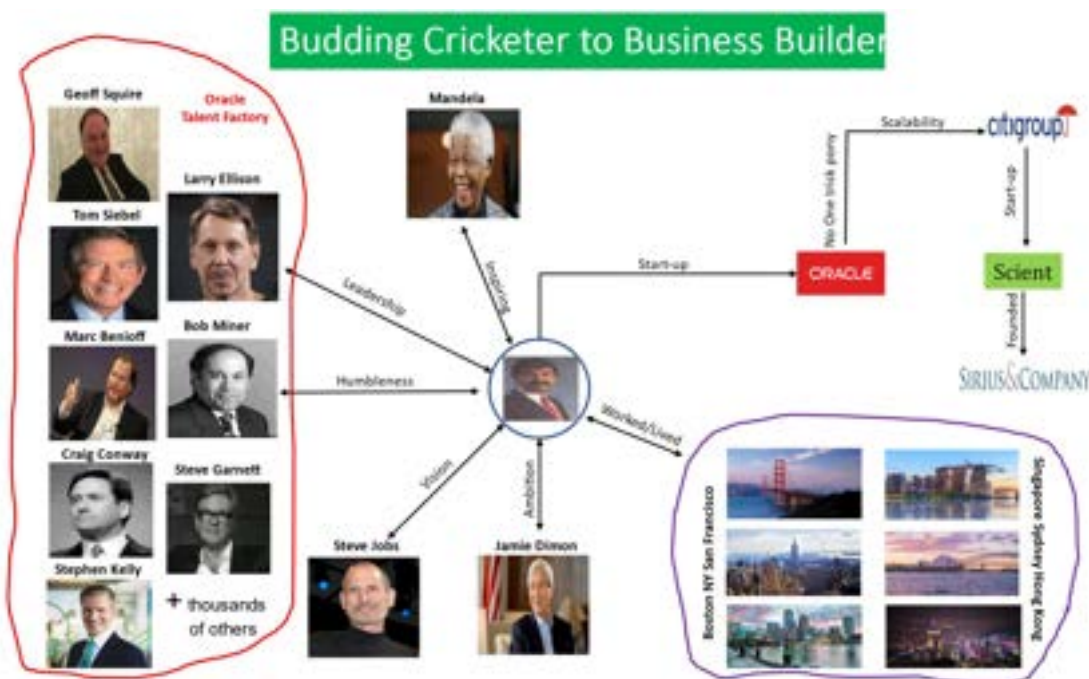 Budding Cricketer to Business Builder
Geoff Squire
Oracle
Talent Factory
Mandela
Larry Ellison
Tom Siebel
Marc Benioff
Bob Miner
Craig Conway
Steve Garnett
Stephen Kelly
+ thousands
of others
Leadership
Inspiring
Humbleness
Vision
Ambition
Worked/Lived
Steve Jobs
Jamie Dimon
Start-up
ORACLE
No One trick pony
Scalability
citigroup
Start-up
Scient
Founded
SIRIUS&COMPANY
Boston NY San Francisco
Singapore Sydney Hong Kong